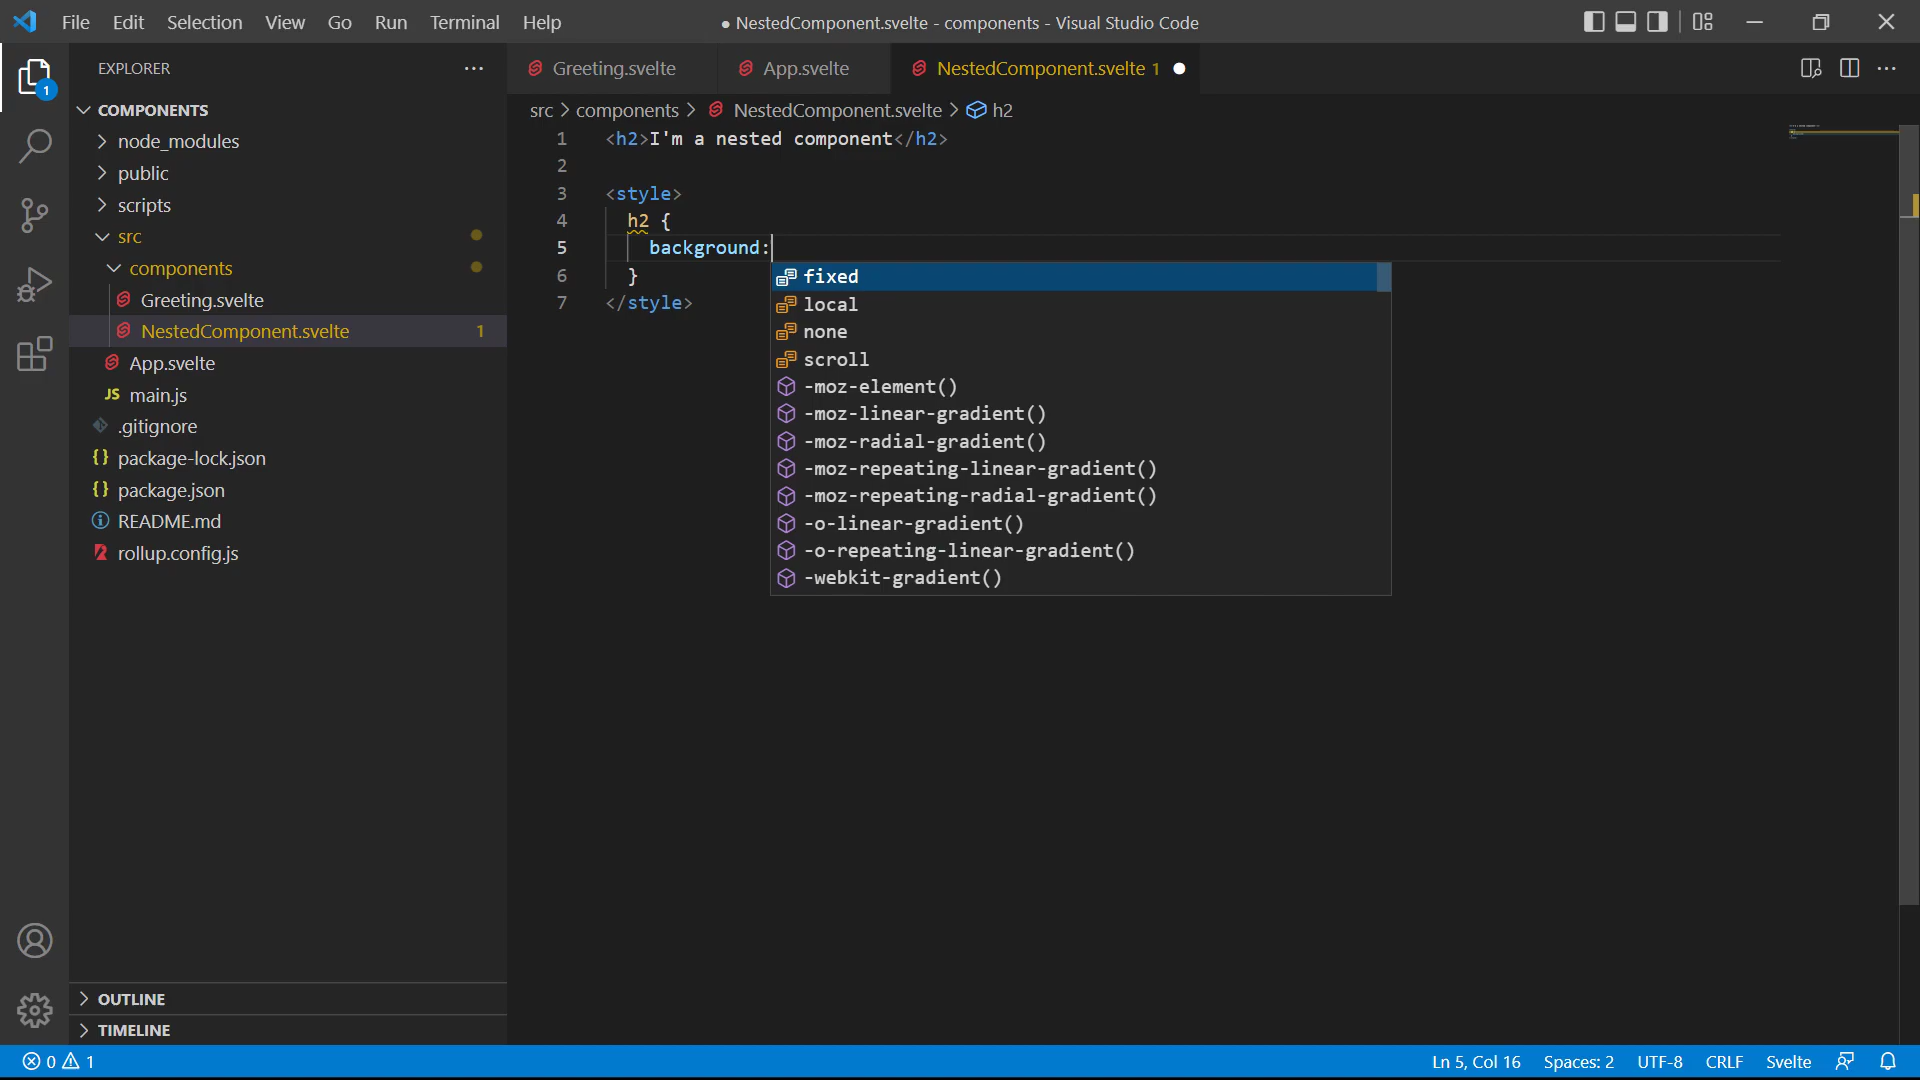 File Edit Selection View Go Run Terminal Help
● NestedComponent.svelte - components - Visual Studio Code
EXPLORER
1
COMPONENTS
node_modules
public
scripts
src
components
Greeting.svelte
NestedComponent.svelte 1
App.svelte
JS main.js
.gitignore
{} package-lock.json
{} package.json
README.md
rollup.config.js
OUTLINE
TIMELINE
Greeting.svelte App.svelte NestedComponent.svelte 1
src > components > NestedComponent.svelte > h2
1 <h2>I'm a nested component</h2>
2
3 <style>
4 h2 {
5 background:
6 }
7 </style>
fixed
local
none
scroll
-moz-element()
-moz-linear-gradient()
-moz-radial-gradient()
-moz-repeating-linear-gradient()
-moz-repeating-radial-gradient()
-o-linear-gradient()
-o-repeating-linear-gradient()
-webkit-gradient()
0 1 Ln 5, Col 16 Spaces: 2 UTF-8 CRLF Svelte